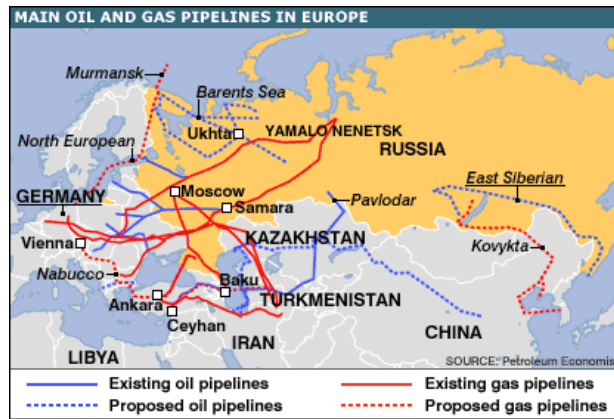 MAIN OIL AND GAS PIPELINES IN EUROPE
Murmansk
Barents Sea
Ukhta
YAMALO NENETSK
North European
RUSSIA
GERMANY
Moscow
East Siberian
Samara
Pavlodar
Vienna
KAZAKHSTAN
Kovykta
Nabucco
Baku
Ankara
TURKMENISTAN
Ceyhan
CHINA
IRAN
LIBYA
SOURCE: Petroleum Economis
Existing oil pipelines
Existing gas pipelines
Proposed oil pipelines
Proposed gas pipelines